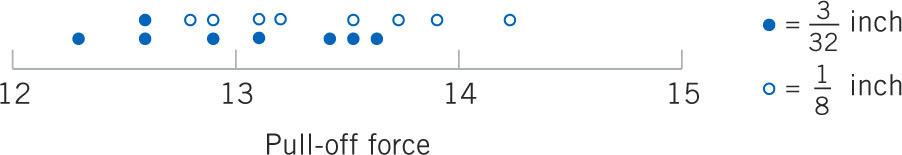 12 13 14 15
Pull-off force
= 3/32 inch
= 1/8 inch